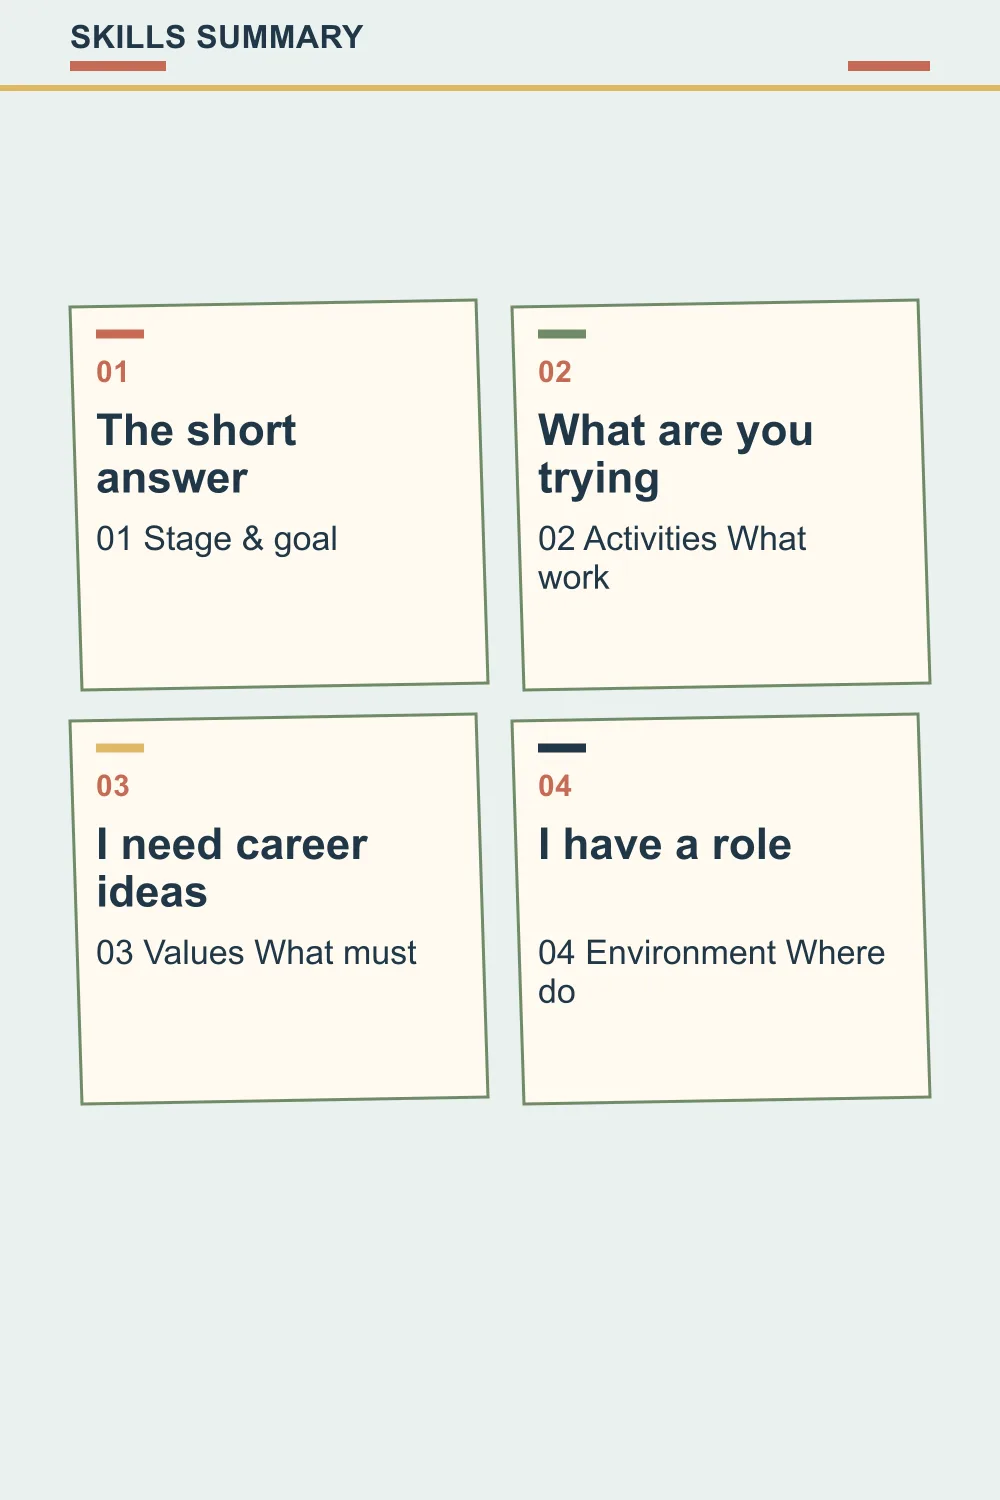 SKILLS SUMMARY
01
The short
answer
01 Stage & goal
02
What are you
trying
02 Activities What
work
03
I need career
ideas
03 Values What must
04
I have a role
04 Environment Where
do